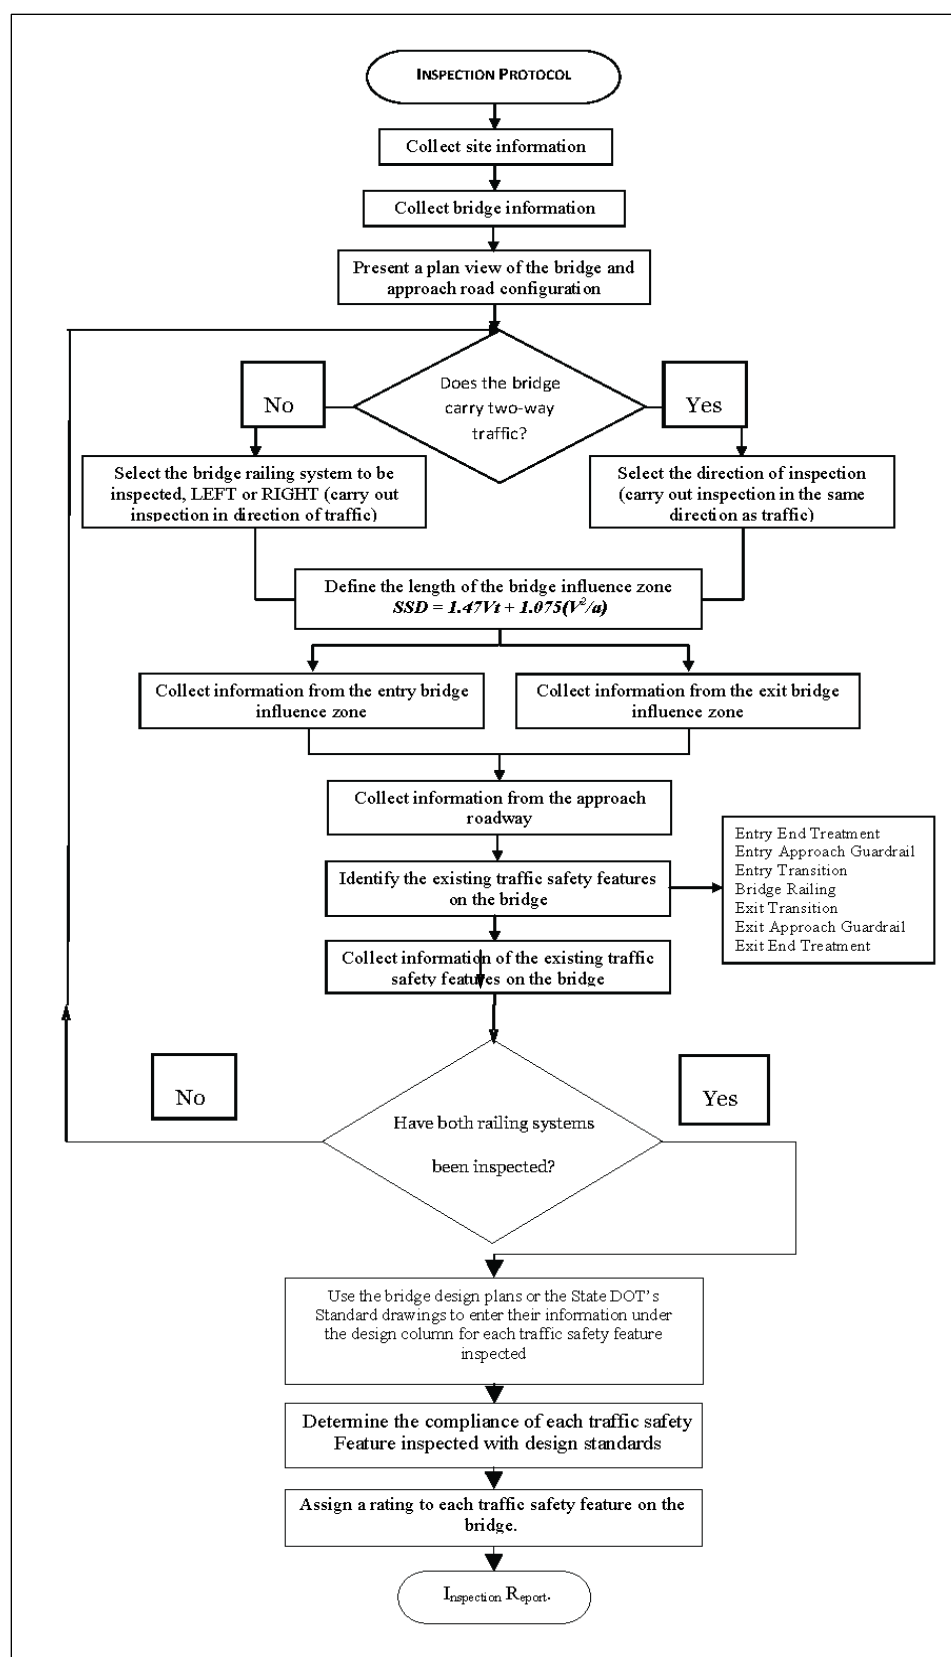 INSPECTION PROTOCOL
Collect site information
Collect bridge information
Present a plan view of the bridge and
approach road configuration
Does the bridge
carry two-way
traffic?
No
Yes
Select the bridge railing system to be
inspected, LEFT or RIGHT (carry out
inspection in direction of traffic)
Select the direction of inspection
(carry out inspection in the same
direction as traffic)
Define the length of the bridge influence zone
SSD = 1.47Vt + 1.075(V²/a)
Collect information from the entry bridge
influence zone
Collect information from the exit bridge
influence zone
Collect information from the approach
roadway
Identify the existing traffic safety features
on the bridge
Entry End Treatment
Entry Approach Guardrail
Entry Transition
Bridge Railing
Exit Transition
Exit Approach Guardrail
Exit End Treatment
Collect information of the existing traffic
safety features on the bridge
No
Yes
Have both railing systems
been inspected?
Use the bridge design plans or the State DOT's
Standard drawings to enter their information under
the design column for each traffic safety feature
inspected
Determine the compliance of each traffic safety
Feature inspected with design standards
Assign a rating to each traffic safety feature on the
bridge.
Inspection Report.